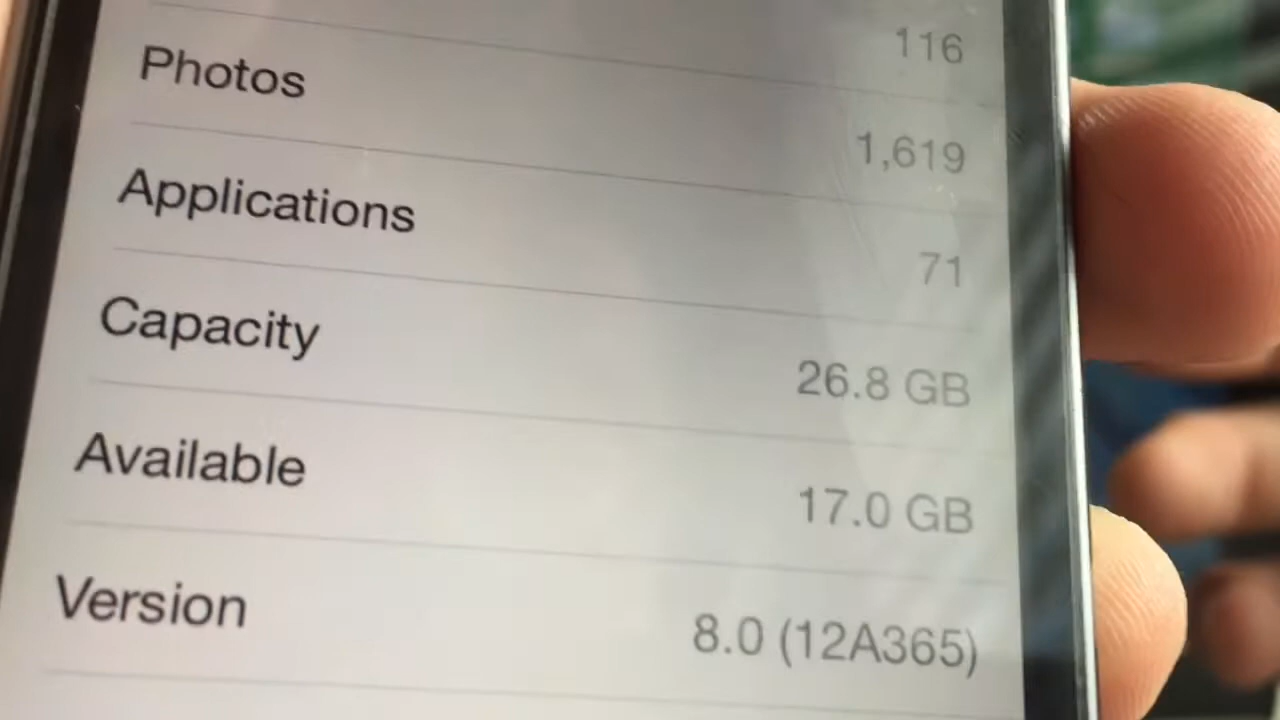 116
Photos 1,619
Applications 71
Capacity 26.8 GB
Available 17.0 GB
Version 8.0 (12A365)